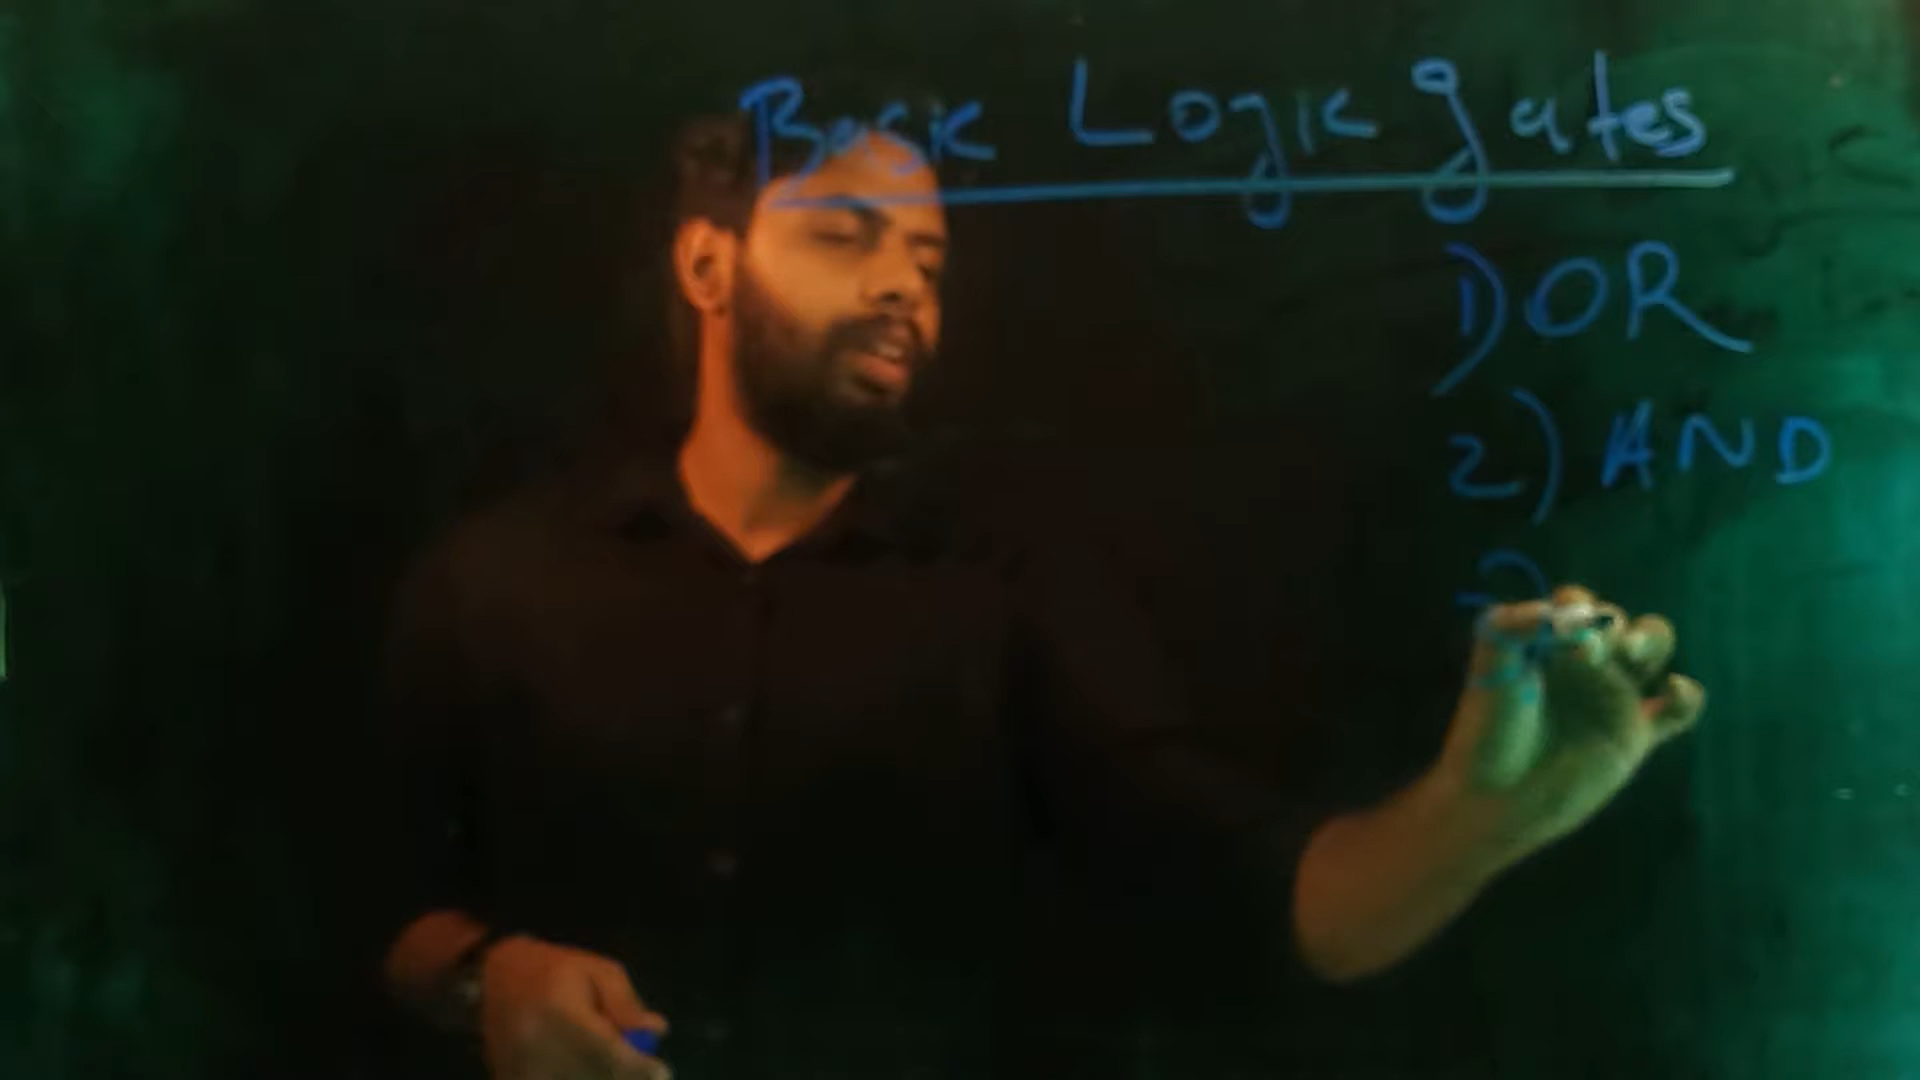 Basic Logic gates
1) OR
2) AND